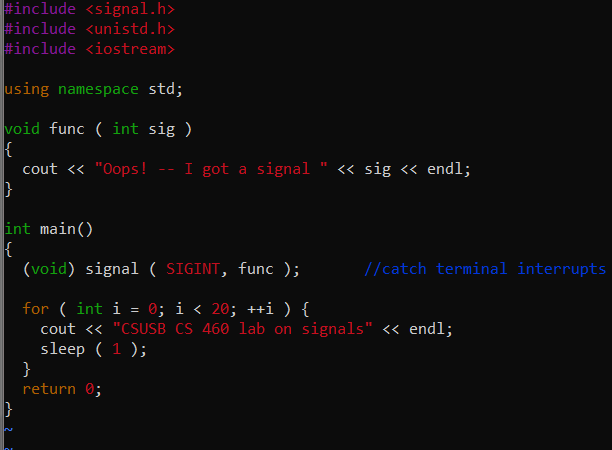 #include <signal.h>
#include <unistd.h>
#include <iostream>
using namespace std;
void func ( int sig )
{
  cout << "Oops! -- I got a signal " << sig << endl;
}
int main()
{
  (void) signal ( SIGINT, func );       //catch terminal interrupts
  for ( int i = 0; i < 20; ++i ) {
    cout << "CSUSB CS 460 lab on signals" << endl;
    sleep ( 1 );
  }
  return 0;
}
~
~